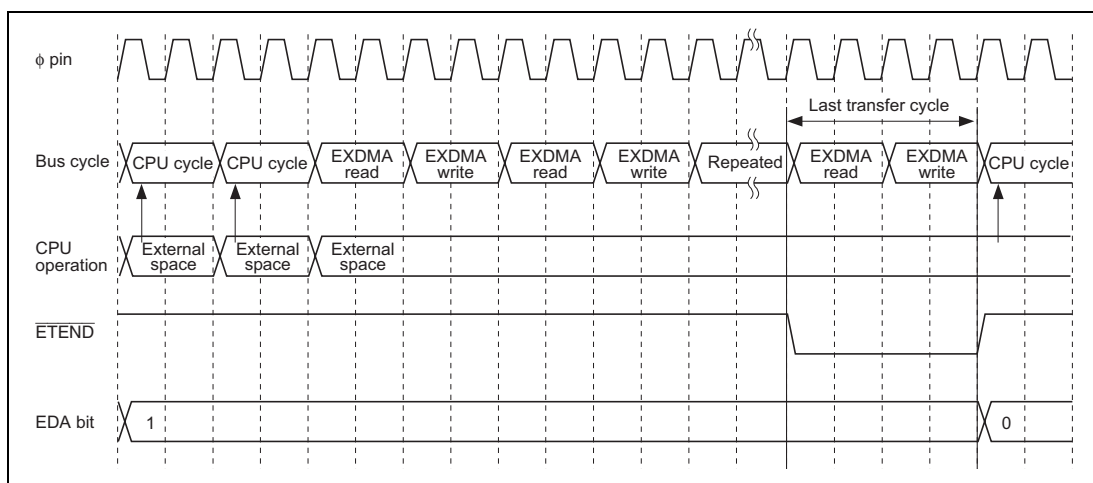 φ pin
Last transfer cycle
Bus cycle
CPU cycle
CPU cycle
EXDMA
read
EXDMA
write
EXDMA
read
EXDMA
write
Repeated
EXDMA
read
EXDMA
write
CPU cycle
CPU
operation
External
space
External
space
External
space
ETEND
EDA bit
1
0